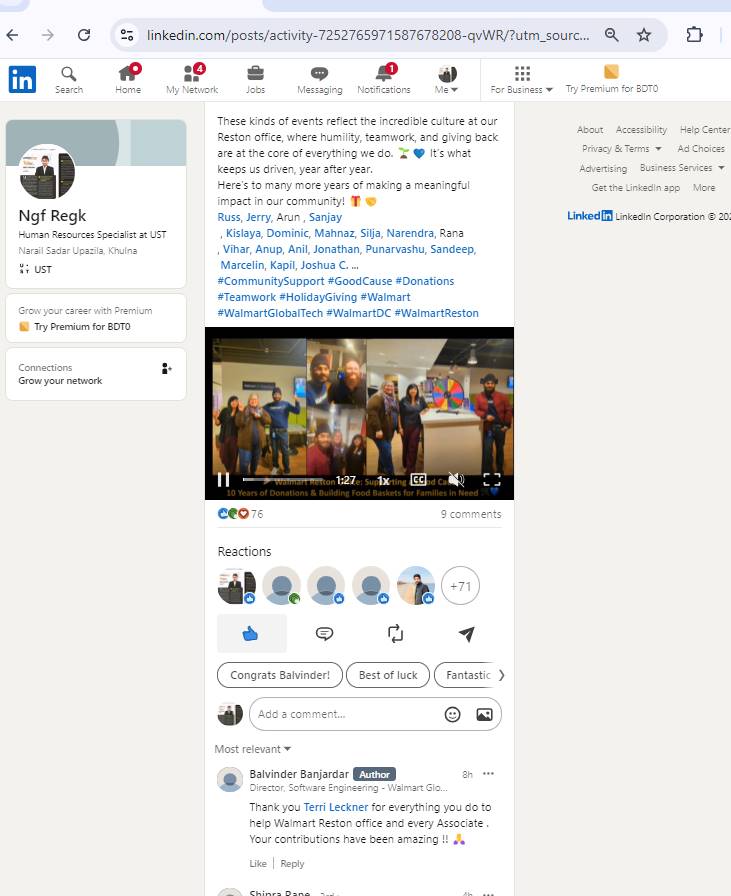 linkedin.com/posts/activity-7252765971587678208-qvWR/?utm_sourc...
in
Search
Home
4
My Network
Jobs
Messaging
1
Notifications
Me
For Business
Try Premium for BDT0
Ngf Regk
Human Resources Specialist at UST
Narail Sadar Upazila, Khulna
UST
Grow your career with Premium
Try Premium for BDT0
Connections
Grow your network
These kinds of events reflect the incredible culture at our
Reston office, where humility, teamwork, and giving back
are at the core of everything we do. 🌱 💙 It's what
keeps us driven, year after year.
Here's to many more years of making a meaningful
impact in our community! 🎁 🤝
Russ, Jerry, Arun , Sanjay
, Kislaya, Dominic, Mahnaz, Silja, Narendra, Rana
, Vihar, Anup, Anil, Jonathan, Punarvashu, Sandeep,
Marcelin, Kapil, Joshua C. ...
#CommunitySupport #GoodCause #Donations
#Teamwork #HolidayGiving #Walmart
#WalmartGlobalTech #WalmartDC #WalmartReston
1:27
1x
CC
Walmart Reston
10 Years of Donations & Building Food Baskets for Families in Need
76
9 comments
Reactions
+71
Congrats Balvinder!
Best of luck
Fantastic
Add a comment...
Most relevant
Balvinder Banjardar Author
8h
Director, Software Engineering - Walmart Glo...
Thank you Terri Leckner for everything you do to
help Walmart Reston office and every Associate .
Your contributions have been amazing !! 🙏
Like | Reply
About
Accessibility
Help Center
Privacy & Terms
Ad Choices
Advertising
Business Services
Get the LinkedIn app
More
LinkedIn LinkedIn Corporation © 202